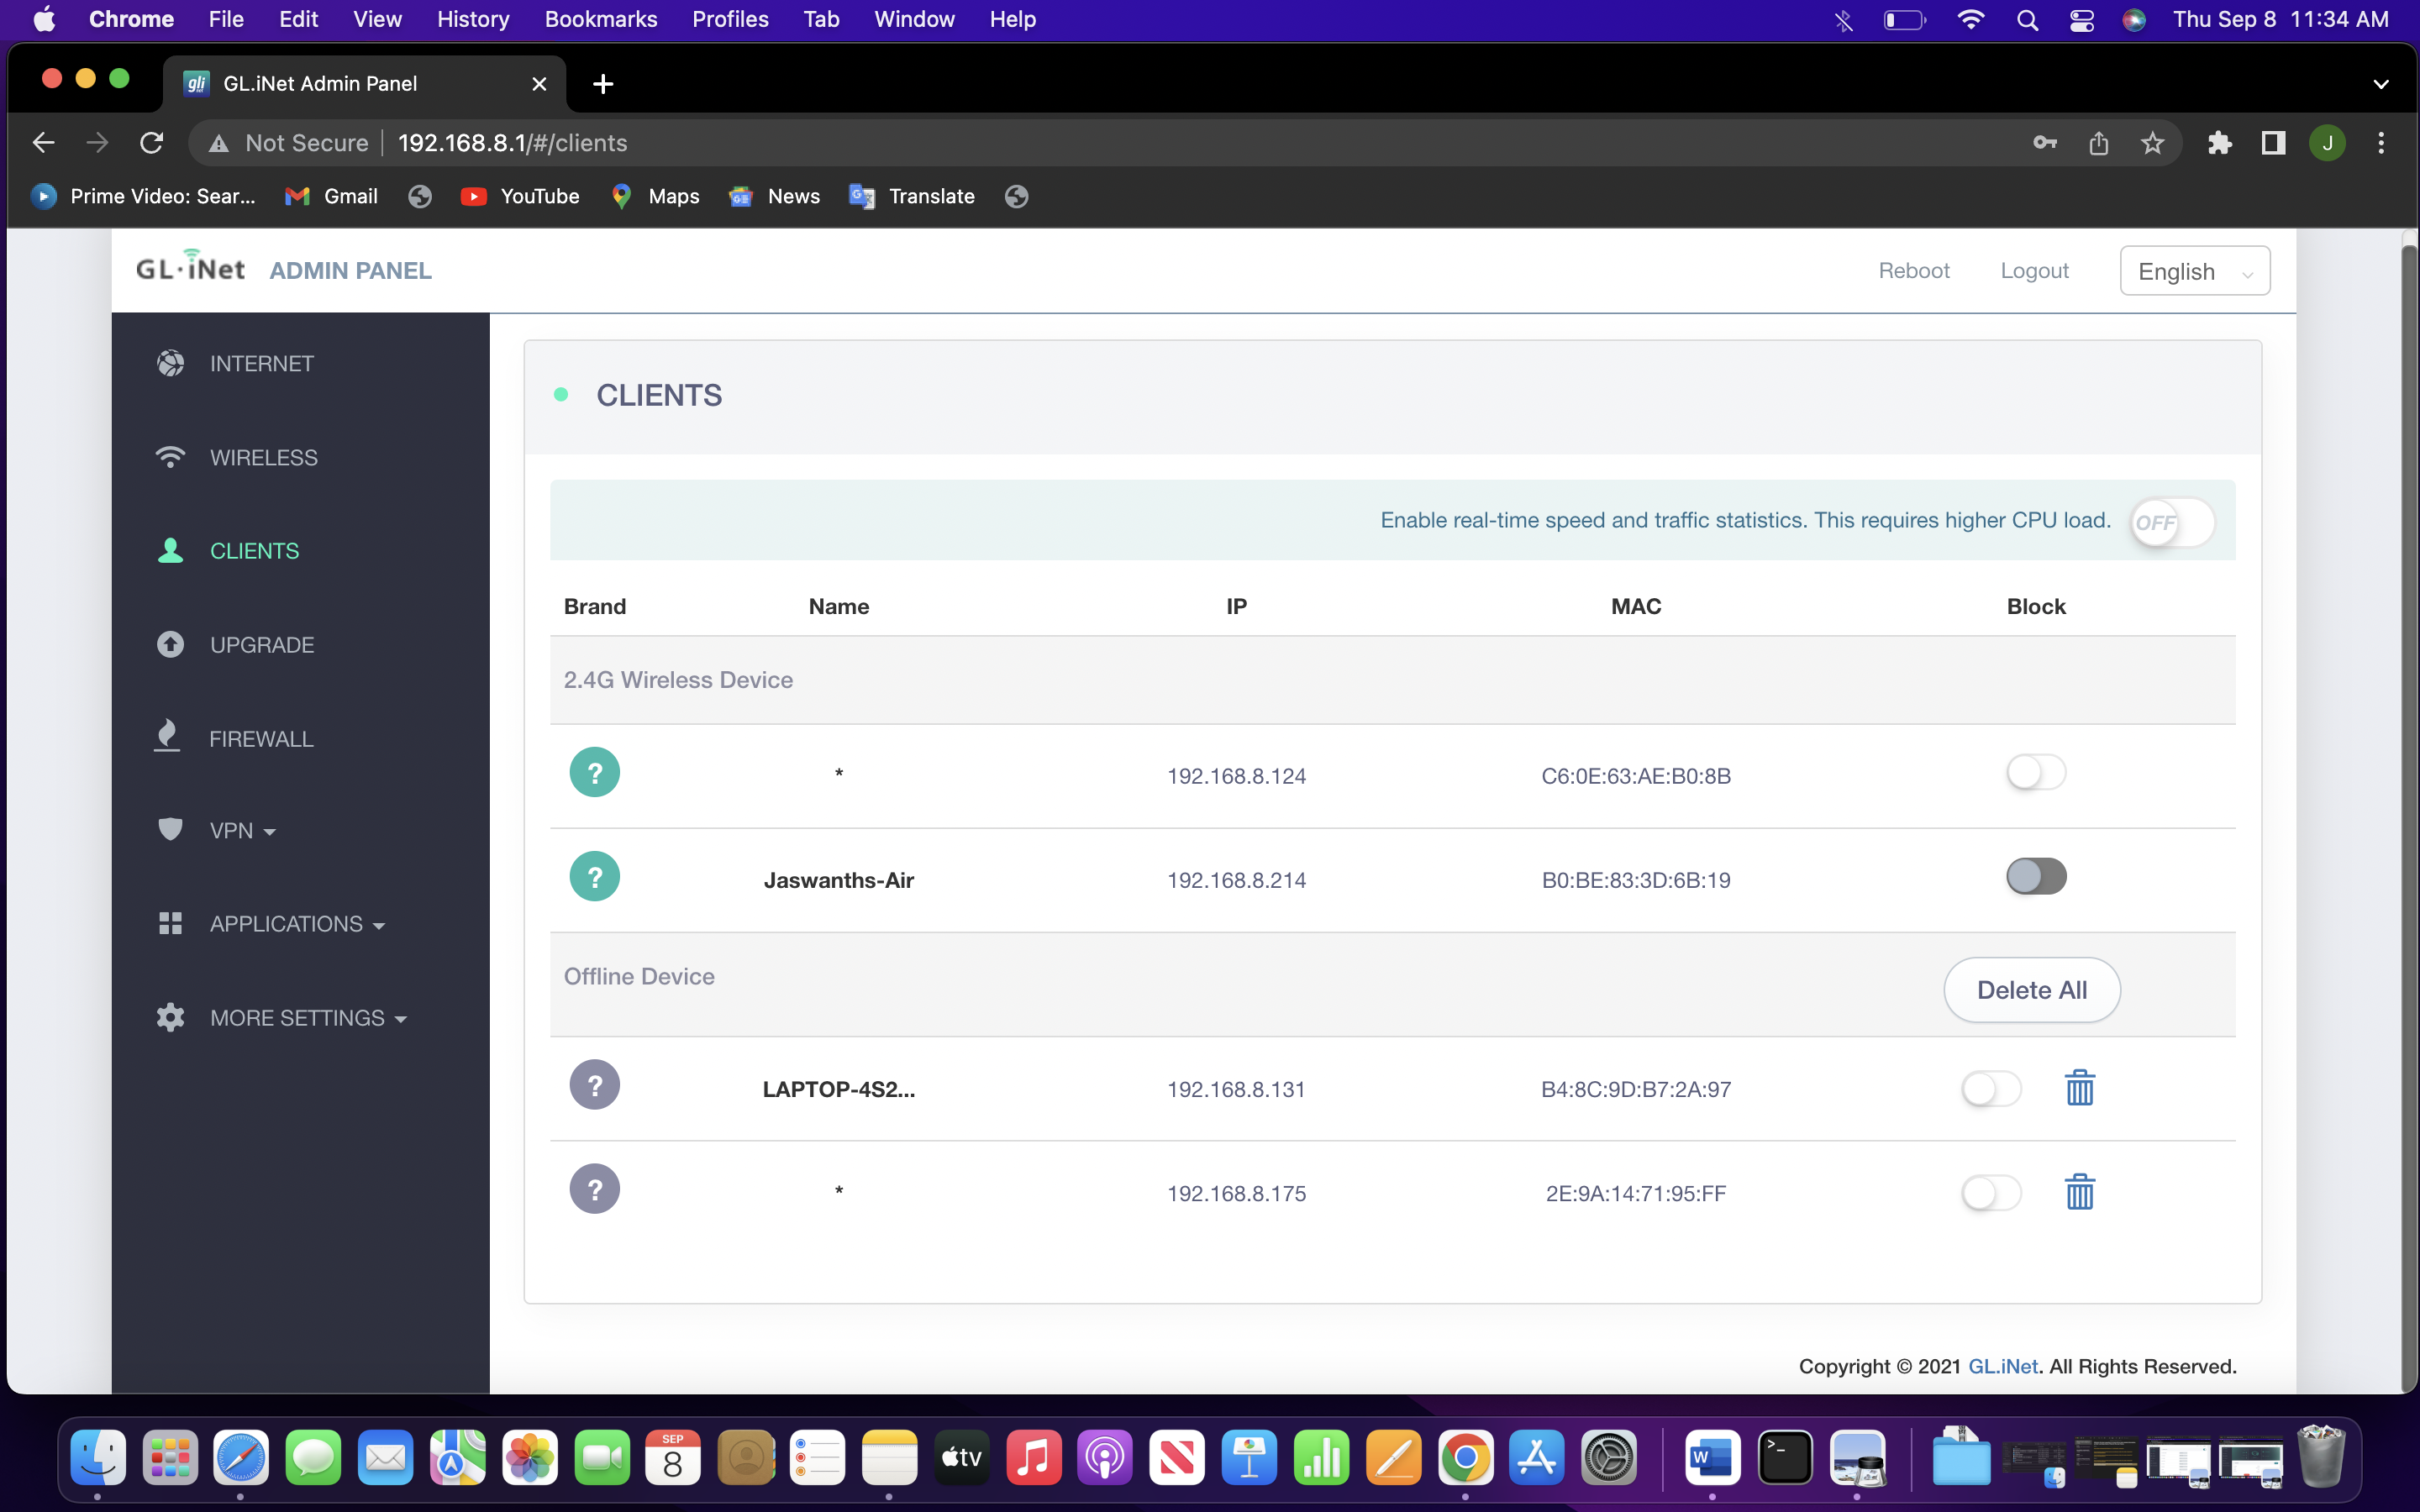 Chrome File Edit View History Bookmarks Profiles Tab Window Help Thu Sep 8 11:34 AM
gli GL.iNet Admin Panel
Not Secure 192.168.8.1/#/clients J
Prime Video: Sear... Gmail YouTube Maps News Translate
GL·iNet ADMIN PANEL Reboot Logout English
INTERNET
WIRELESS
CLIENTS
UPGRADE
FIREWALL
VPN
APPLICATIONS
MORE SETTINGS
CLIENTS
Enable real-time speed and traffic statistics. This requires higher CPU load. OFF
Brand Name IP MAC Block
2.4G Wireless Device
? * 192.168.8.124 C6:0E:63:AE:B0:8B
? Jaswanths-Air 192.168.8.214 B0:BE:83:3D:6B:19
Offline Device Delete All
? LAPTOP-4S2... 192.168.8.131 B4:8C:9D:B7:2A:97
? * 192.168.8.175 2E:9A:14:71:95:FF
Copyright © 2021 GL.iNet. All Rights Reserved.
SEP
8
tv
W
>_